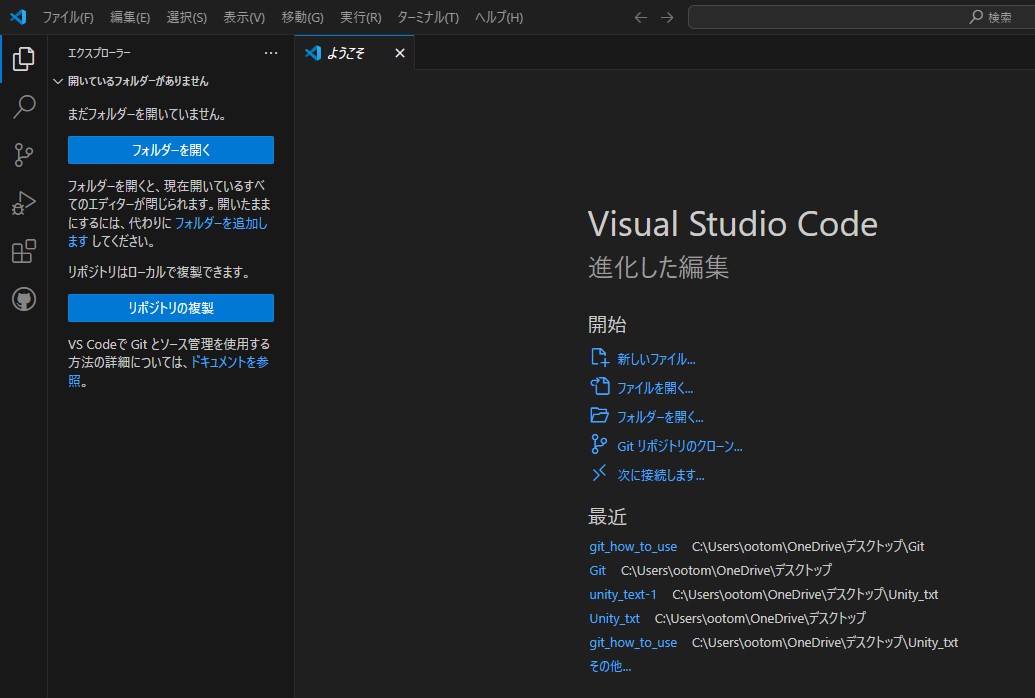 ファイル(F) 編集(E) 選択(S) 表示(V) 移動(G) 実行(R) ターミナル(T) ヘルプ(H)
検索
エクスプローラー
ようこそ
開いているフォルダーがありません
まだフォルダーを開いていません。
フォルダーを開く
フォルダーを開くと、現在開いているすべ
てのエディターが閉じられます。開いたまま
にするには、代わりに フォルダーを追加し
ます してください。
リポジトリはローカルで複製できます。
リポジトリの複製
VS Codeで Git とソース管理を使用する
方法の詳細については、ドキュメントを参
照。
Visual Studio Code
進化した編集
開始
新しいファイル...
ファイルを開く...
フォルダーを開く...
Git リポジトリのクローン...
次に接続します...
最近
git_how_to_use C:\Users\ootom\OneDrive\デスクトップ\Git
Git C:\Users\ootom\OneDrive\デスクトップ
unity_text-1 C:\Users\ootom\OneDrive\デスクトップ\Unity_txt
Unity_txt C:\Users\ootom\OneDrive\デスクトップ
git_how_to_use C:\Users\ootom\OneDrive\デスクトップ\Unity_txt
その他...